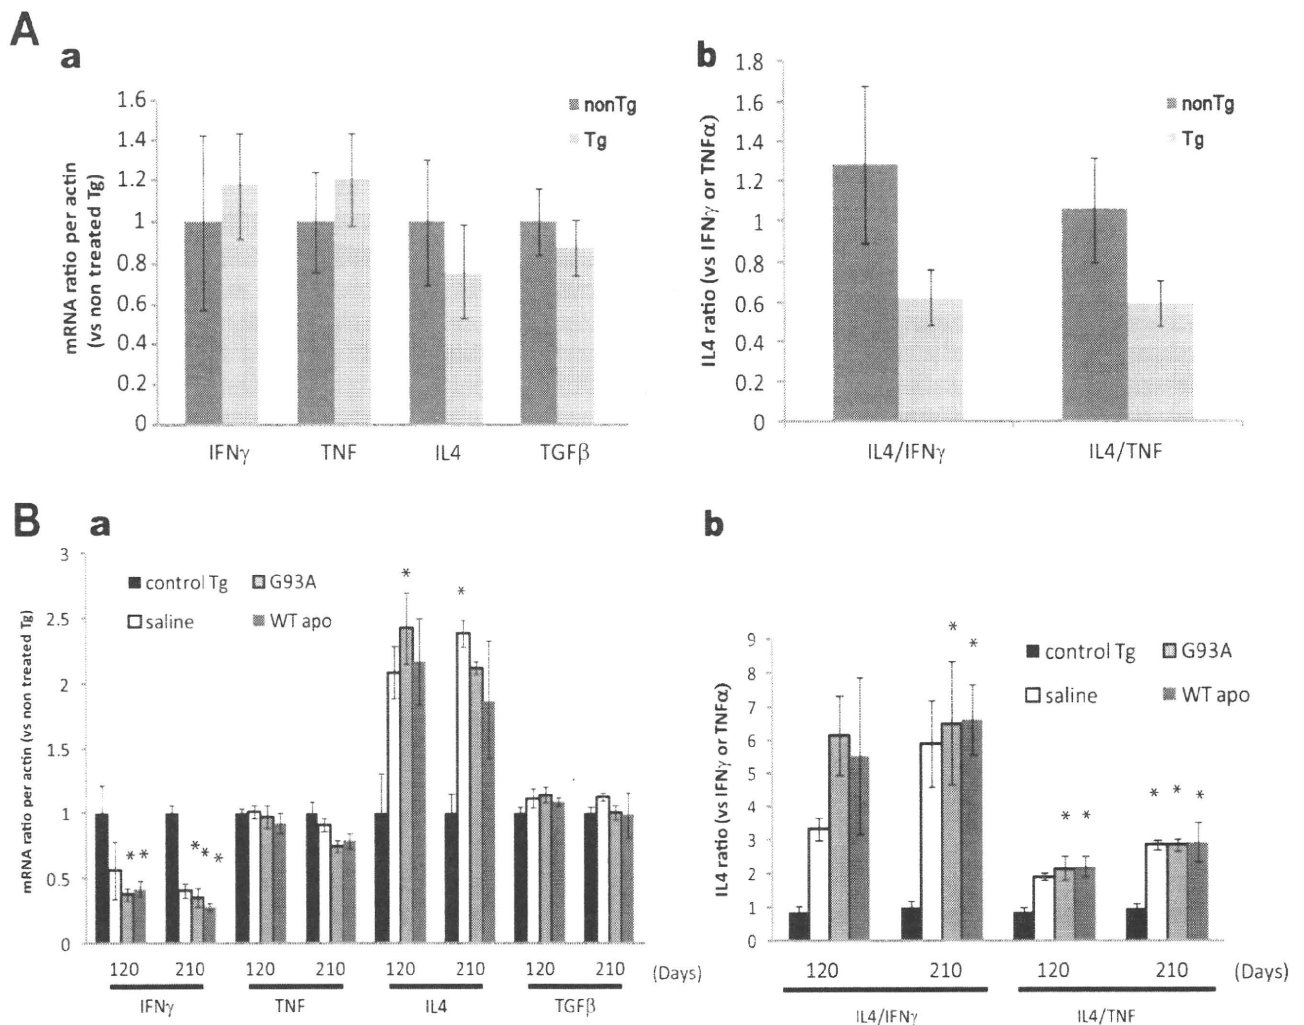 A
a
mRNA ratio per actin
(vs non treated Tg)
1.6
1.4
1.2
1
0.8
0.6
0.4
0.2
0
nonTg
Tg
IFNγ TNF IL4 TGFβ
b
IL4 ratio (vs IFNγ or TNFα)
1.8
1.6
1.4
1.2
1
0.8
0.6
0.4
0.2
0
nonTg
Tg
IL4/IFNγ IL4/TNF
B
a
mRNA ratio per actin (vs non treated Tg)
3
2.5
2
1.5
1
0.5
0
control Tg G93A
saline WT apo
* *
* * *
*
*
120 210 120 210 120 210 120 210 (Days)
IFNγ TNF IL4 TGFβ
b
IL4 ratio (vs IFNγ or TNFα)
9
8
7
6
5
4
3
2
1
0
control Tg G93A
saline WT apo
* *
* *
* * *
120 210 120 210 (Days)
IL4/IFNγ IL4/TNF